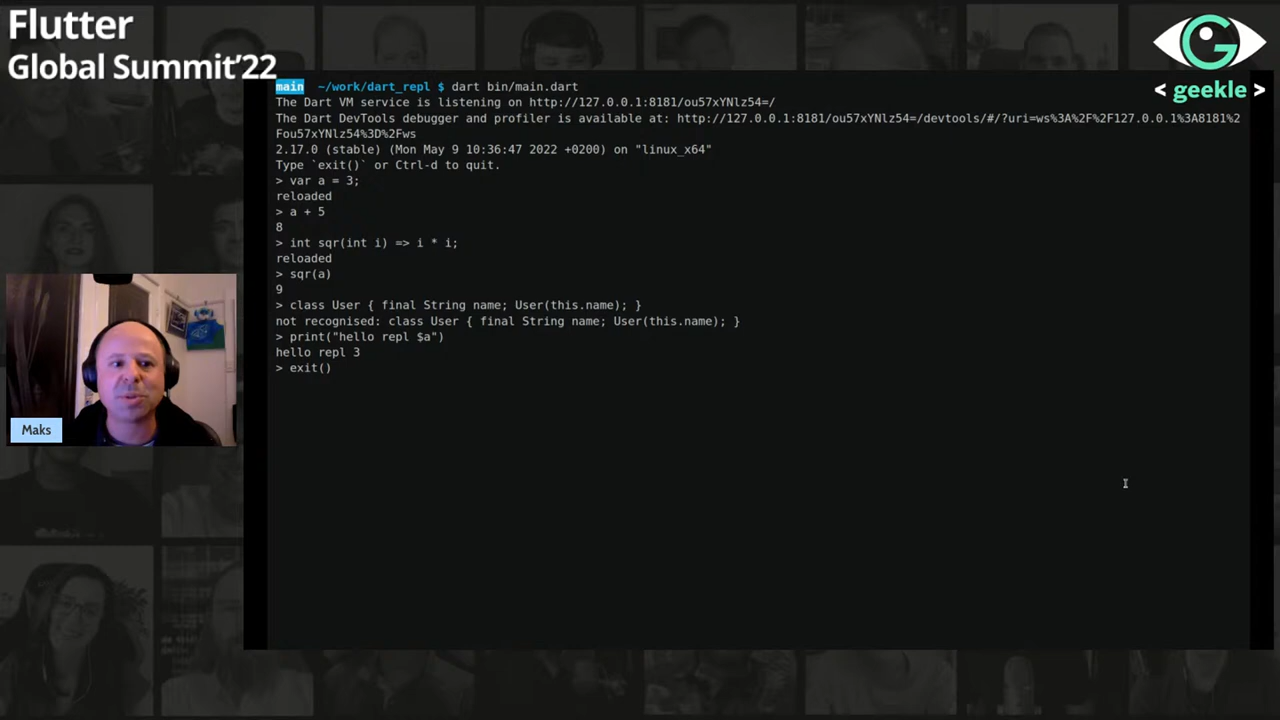 Flutter
Global Summit'22
G
< geekle >
main ~/work/dart_repl $ dart bin/main.dart
The Dart VM service is listening on http://127.0.0.1:8181/ou57xYNlz54=/
The Dart DevTools debugger and profiler is available at: http://127.0.0.1:8181/ou57xYNlz54=/devtools/#/?uri=ws%3A%2F%2F127.0.0.1%3A8181%2
Fou57xYNlz54%3D%2Fws
2.17.0 (stable) (Mon May 9 10:36:47 2022 +0200) on "linux_x64"
Type `exit()` or Ctrl-d to quit.
> var a = 3;
reloaded
> a + 5
8
> int sqr(int i) => i * i;
reloaded
> sqr(a)
9
> class User { final String name; User(this.name); }
not recognised: class User { final String name; User(this.name); }
> print("hello repl $a")
hello repl 3
> exit()
Maks